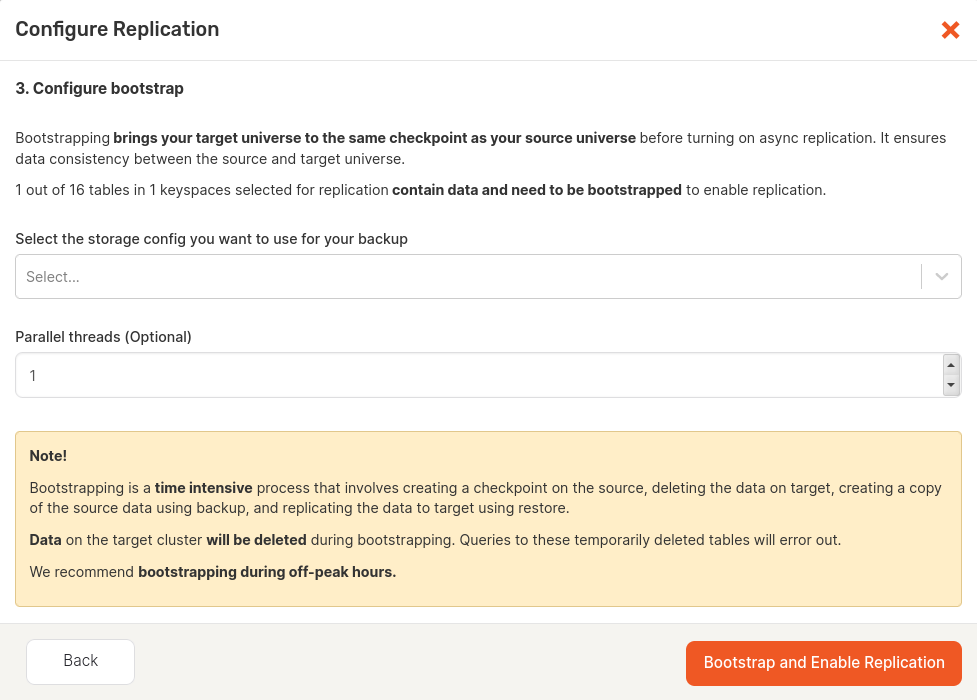 Configure Replication
3. Configure bootstrap
Bootstrapping brings your target universe to the same checkpoint as your source universe before turning on async replication. It ensures
data consistency between the source and target universe.
1 out of 16 tables in 1 keyspaces selected for replication contain data and need to be bootstrapped to enable replication.
Select the storage config you want to use for your backup
Select...
Parallel threads (Optional)
1
Note!
Bootstrapping is a time intensive process that involves creating a checkpoint on the source, deleting the data on target, creating a copy
of the source data using backup, and replicating the data to target using restore.
Data on the target cluster will be deleted during bootstrapping. Queries to these temporarily deleted tables will error out.
We recommend bootstrapping during off-peak hours.
Back
Bootstrap and Enable Replication